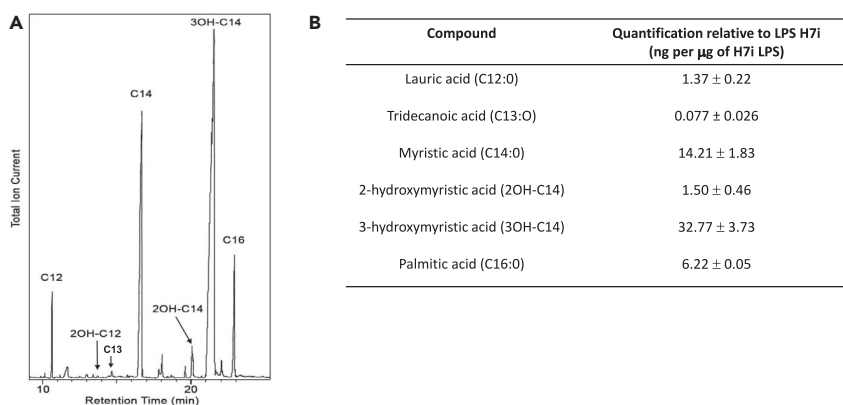 A
3OH-C14
C14
C16
C12
2OH-C14
2OH-C12
C13
Total Ion Current
10
20
Retention Time (min)
B
Compound
Quantification relative to LPS H7i
(ng per µg of H7i LPS)
Lauric acid (C12:0)
1.37 ± 0.22
Tridecanoic acid (C13:O)
0.077 ± 0.026
Myristic acid (C14:0)
14.21 ± 1.83
2-hydroxymyristic acid (2OH-C14)
1.50 ± 0.46
3-hydroxymyristic acid (3OH-C14)
32.77 ± 3.73
Palmitic acid (C16:0)
6.22 ± 0.05